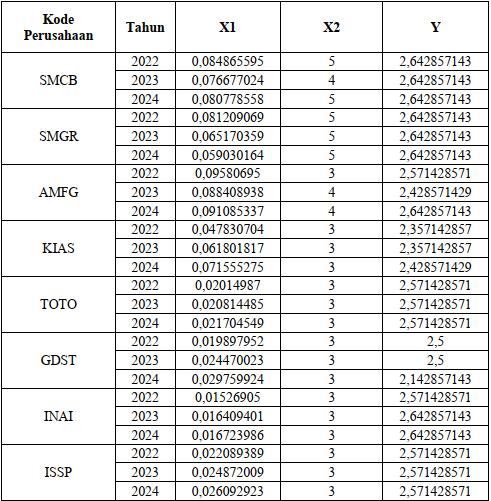 Kode Perusahaan Tahun X1 X2 Y
SMCB 2022 0,084865595 5 2,642857143
2023 0,076677024 4 2,642857143
2024 0,080778558 5 2,642857143
SMGR 2022 0,081209069 5 2,642857143
2023 0,065170359 5 2,642857143
2024 0,059030164 5 2,642857143
AMFG 2022 0,09580695 3 2,571428571
2023 0,088408938 4 2,428571429
2024 0,091085337 4 2,642857143
KIAS 2022 0,047830704 3 2,357142857
2023 0,061801817 3 2,357142857
2024 0,071555275 3 2,428571429
TOTO 2022 0,02014987 3 2,571428571
2023 0,020814485 3 2,571428571
2024 0,021704549 3 2,571428571
GDST 2022 0,019897952 3 2,5
2023 0,024470023 3 2,5
2024 0,029759924 3 2,142857143
INAI 2022 0,01526905 3 2,571428571
2023 0,016409401 3 2,642857143
2024 0,016723986 3 2,642857143
ISSP 2022 0,022089389 3 2,571428571
2023 0,024872009 3 2,571428571
2024 0,026092923 3 2,571428571